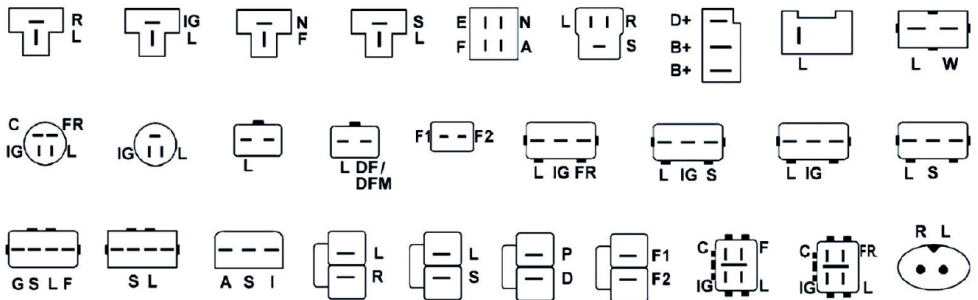 R IG N S E N L R D+
L L F L F A S B+ L L W
B+
C FR
IG L IG L L L DF/ F1 F2 L IG FR L IG S L IG L S
DFM
L L P F1 C F C FR R L
G S L F S L A S I R S D F2 IG L IG L